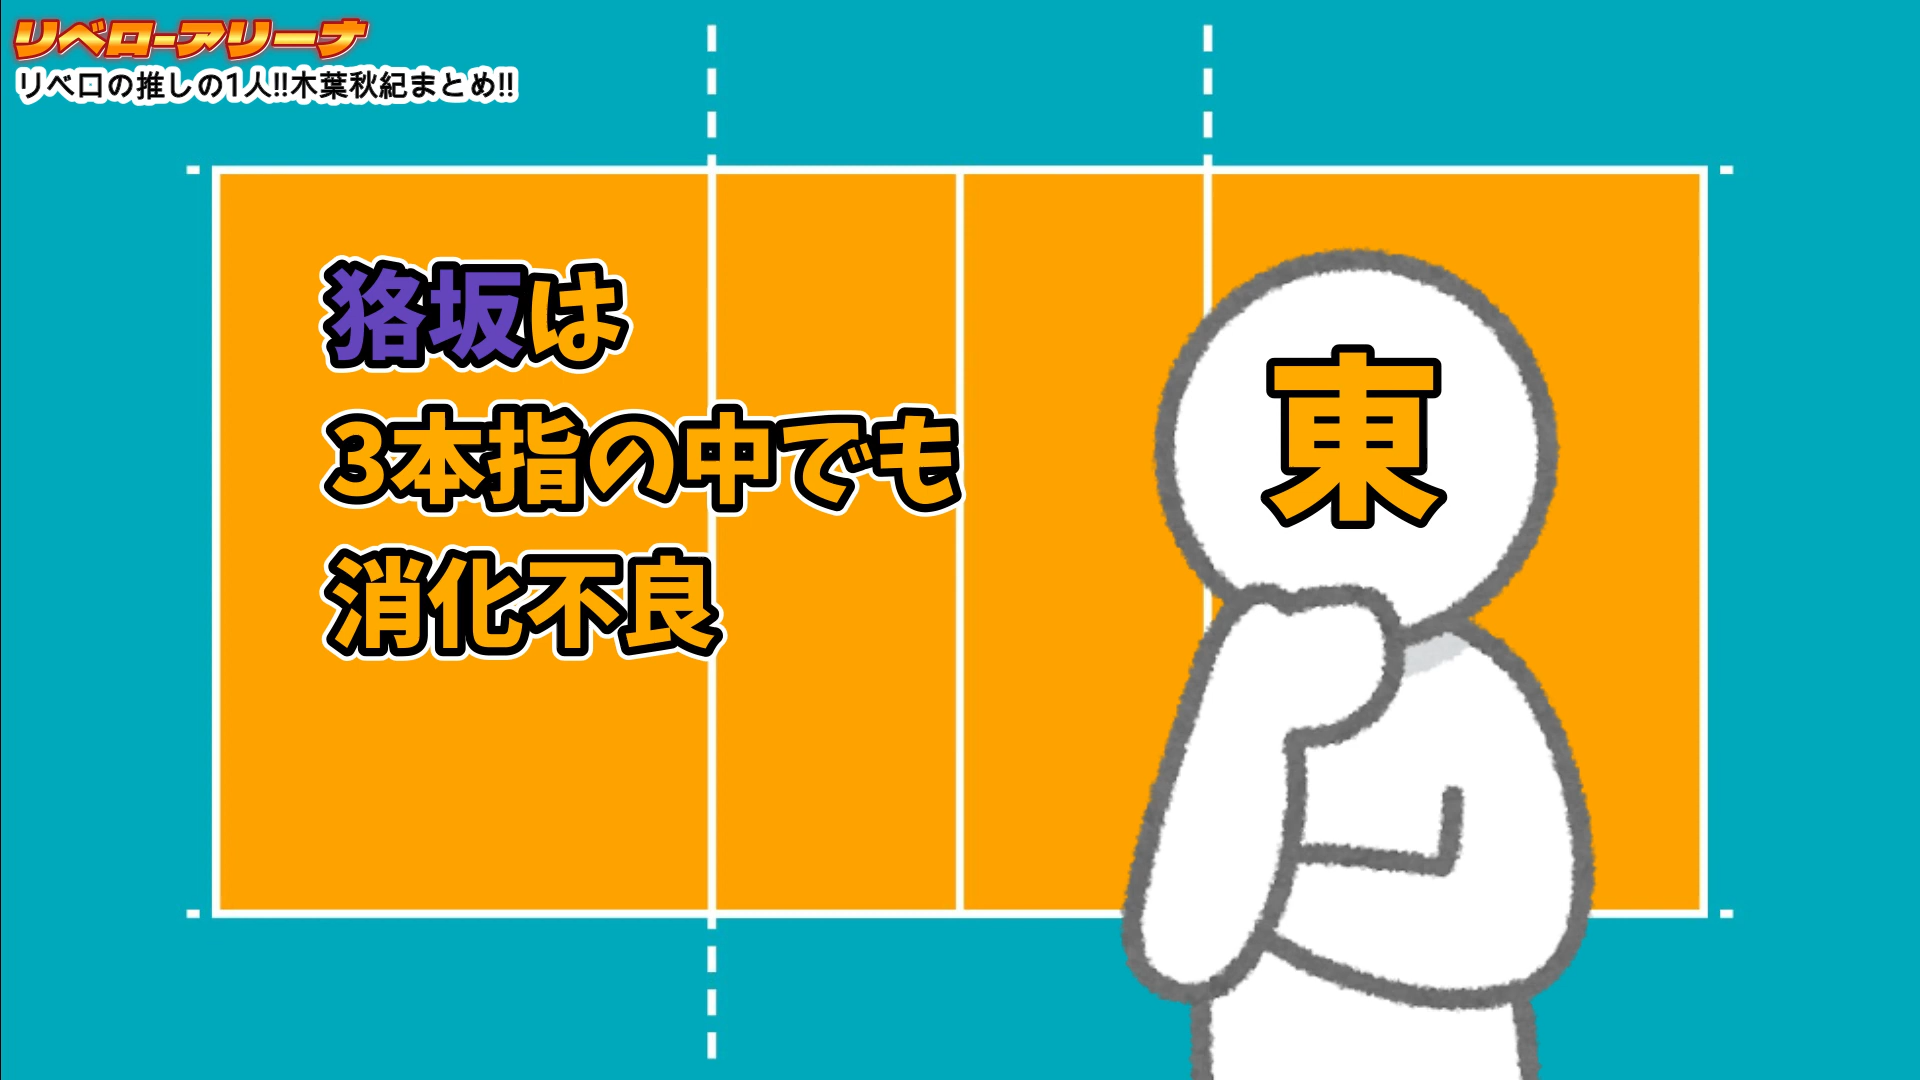 リベローアリーナ
リベロの推しの1人!!木葉秋紀まとめ!!
狢坂は
3本指の中でも
消化不良
東